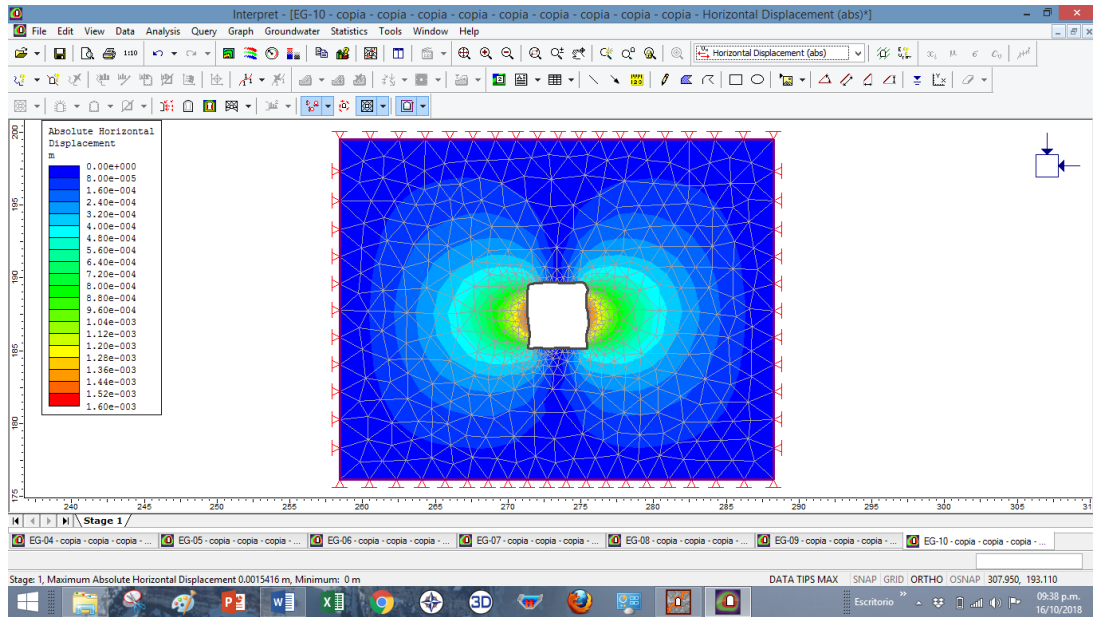 Interpret - [EG-10 - copia - copia - copia - copia - copia - copia - copia - copia - copia - Horizontal Displacement (abs)*]
File Edit View Data Analysis Query Graph Groundwater Statistics Tools Window Help
1:10
Horizontal Displacement (abs)
Absolute Horizontal
Displacement
m
0.00e+000
8.00e-005
1.60e-004
2.40e-004
3.20e-004
4.00e-004
4.80e-004
5.60e-004
6.40e-004
7.20e-004
8.00e-004
8.80e-004
9.60e-004
1.04e-003
1.12e-003
1.20e-003
1.28e-003
1.36e-003
1.44e-003
1.52e-003
1.60e-003
200
195
190
185
180
175
240 245 250 255 260 265 270 275 280 285 290 295 300 305 31
Stage 1
EG-04 - copia - copia - copia - ... EG-05 - copia - copia - copia - ... EG-06 - copia - copia - copia - ... EG-07 - copia - copia - copia - ... EG-08 - copia - copia - copia - ... EG-09 - copia - copia - copia - ... EG-10 - copia - copia - copia - ...
Stage: 1, Maximum Absolute Horizontal Displacement 0.0015416 m, Minimum: 0 m
DATA TIPS MAX SNAP GRID ORTHO OSNAP 307.950, 193.110
Escritorio
09:38 p.m.
16/10/2018